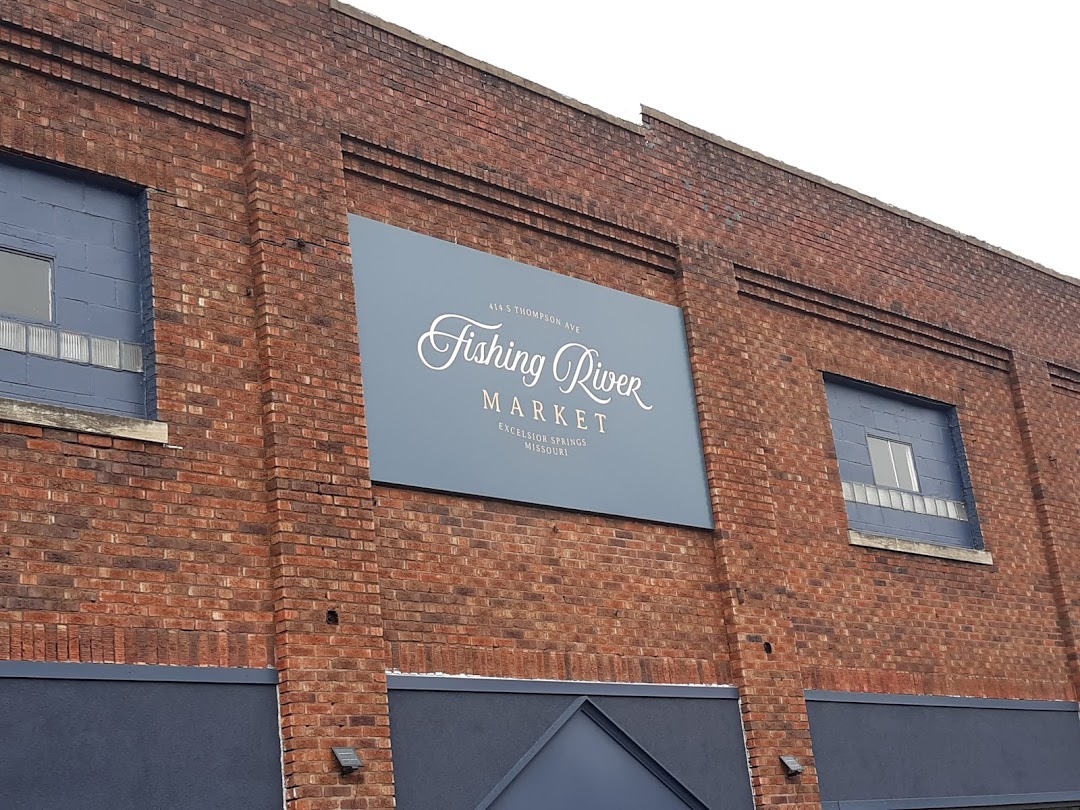 414 S THOMPSON AVE
Fishing River
MARKET
EXCELSIOR SPRINGS
MISSOURI